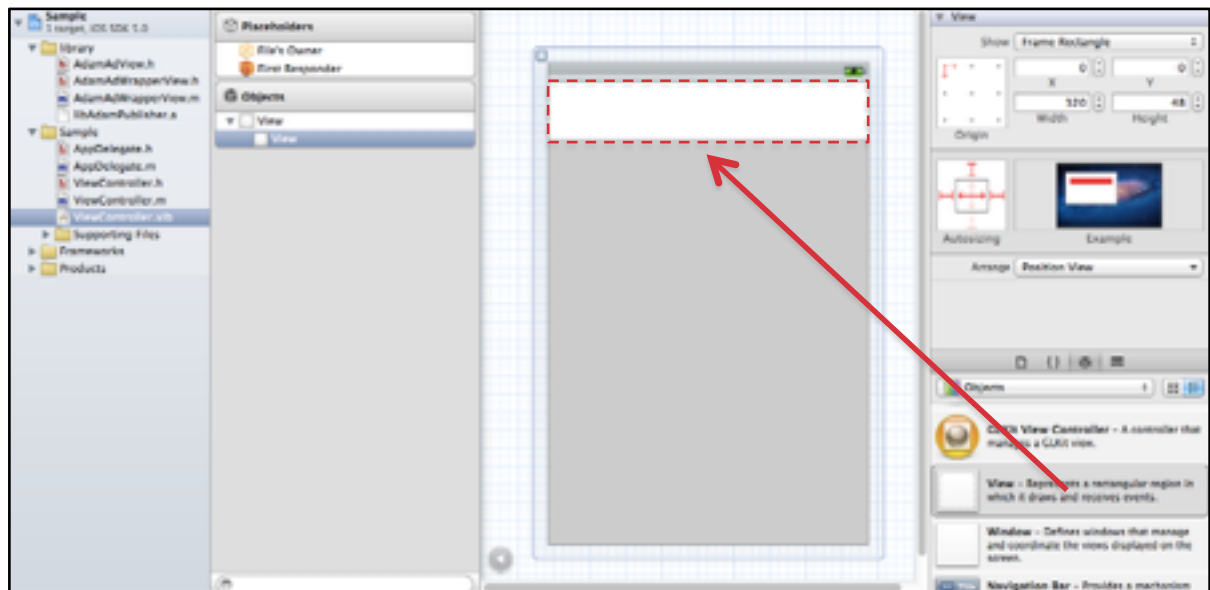 Sample
1 target, iOS SDK 5.0
library
AdamAdView.h
AdamAdWrapperView.h
AdamAdWrapperView.m
libAdamPublisher.a
Sample
AppDelegate.h
AppDelegate.m
ViewController.h
ViewController.m
ViewController.xib
Supporting Files
Frameworks
Products
Placeholders
File's Owner
First Responder
Objects
View
View
View
Show Frame Rectangle
0 0
X Y
320 48
Width Height
Origin
Autosizing Example
Arrange Position View
Objects
GLKit View Controller - A controller that
manages a GLKit view.
View - Represents a rectangular region in
which it draws and receives events.
Window - Defines windows that manage
and coordinate the views displayed on the
screen.
Navigation Bar - Provides a mechanism